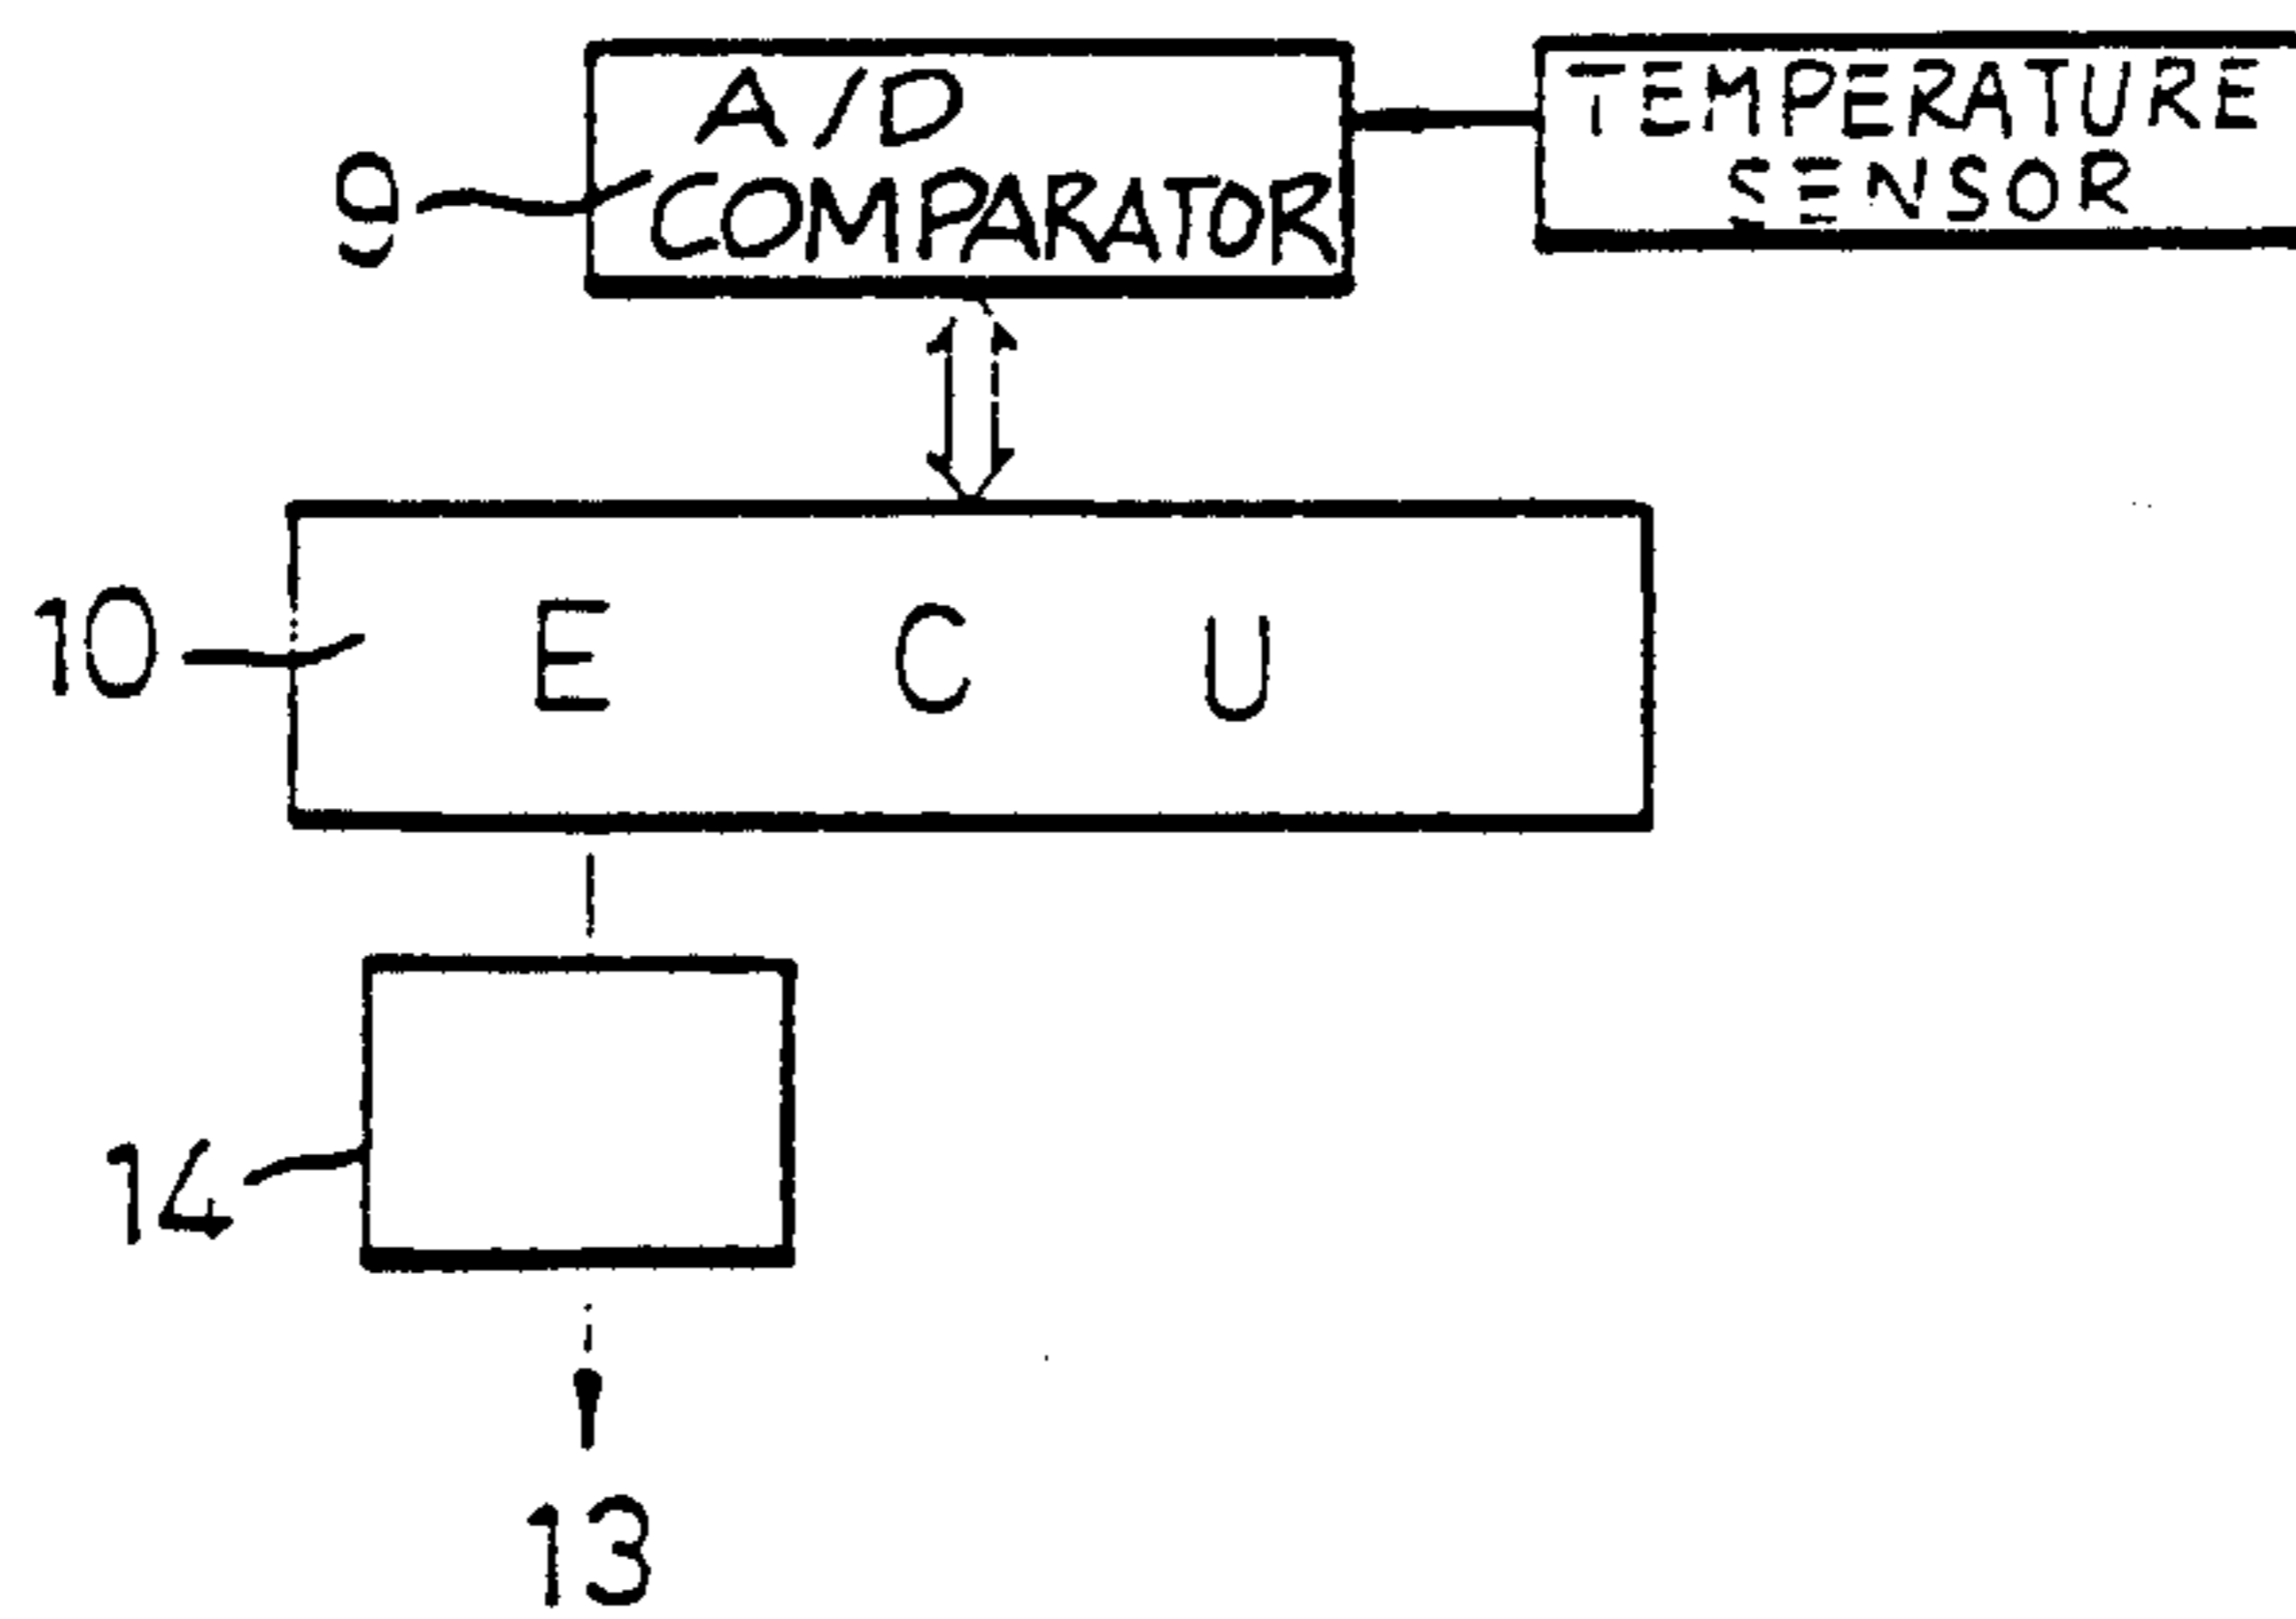 A/D
COMPARATOR
TEMPERATURE
SENSOR
9
10
E C U
14
13